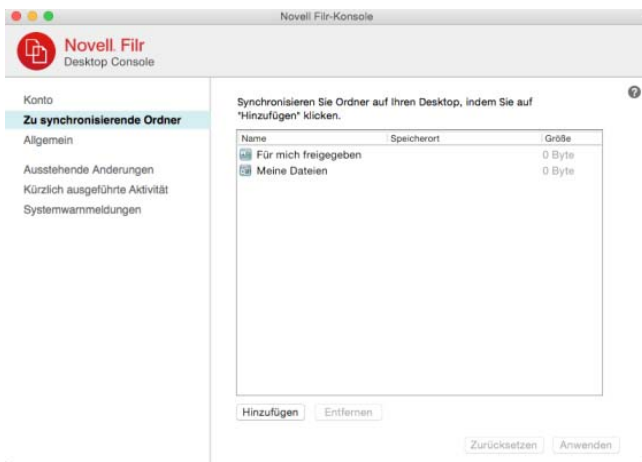 Novell Filr-Konsole
Novell. Filr
Desktop Console
Konto
Zu synchronisierende Ordner
Allgemein
Ausstehende Änderungen
Kürzlich ausgeführte Aktivität
Systemwarnmeldungen
?
Synchronisieren Sie Ordner auf Ihren Desktop, indem Sie auf
"Hinzufügen" klicken.
Name Speicherort Größe
Für mich freigegeben 0 Byte
Meine Dateien 0 Byte
Hinzufügen Entfernen
Zurücksetzen Anwenden